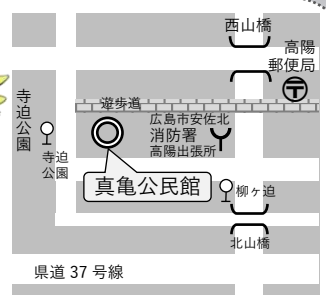 西山橋
高陽
郵便局
寺迫公園
遊歩道
広島市安佐北
消防署
高陽出張所
寺迫
公園
真亀公民館
柳ヶ迫
北山橋
県道 37 号線